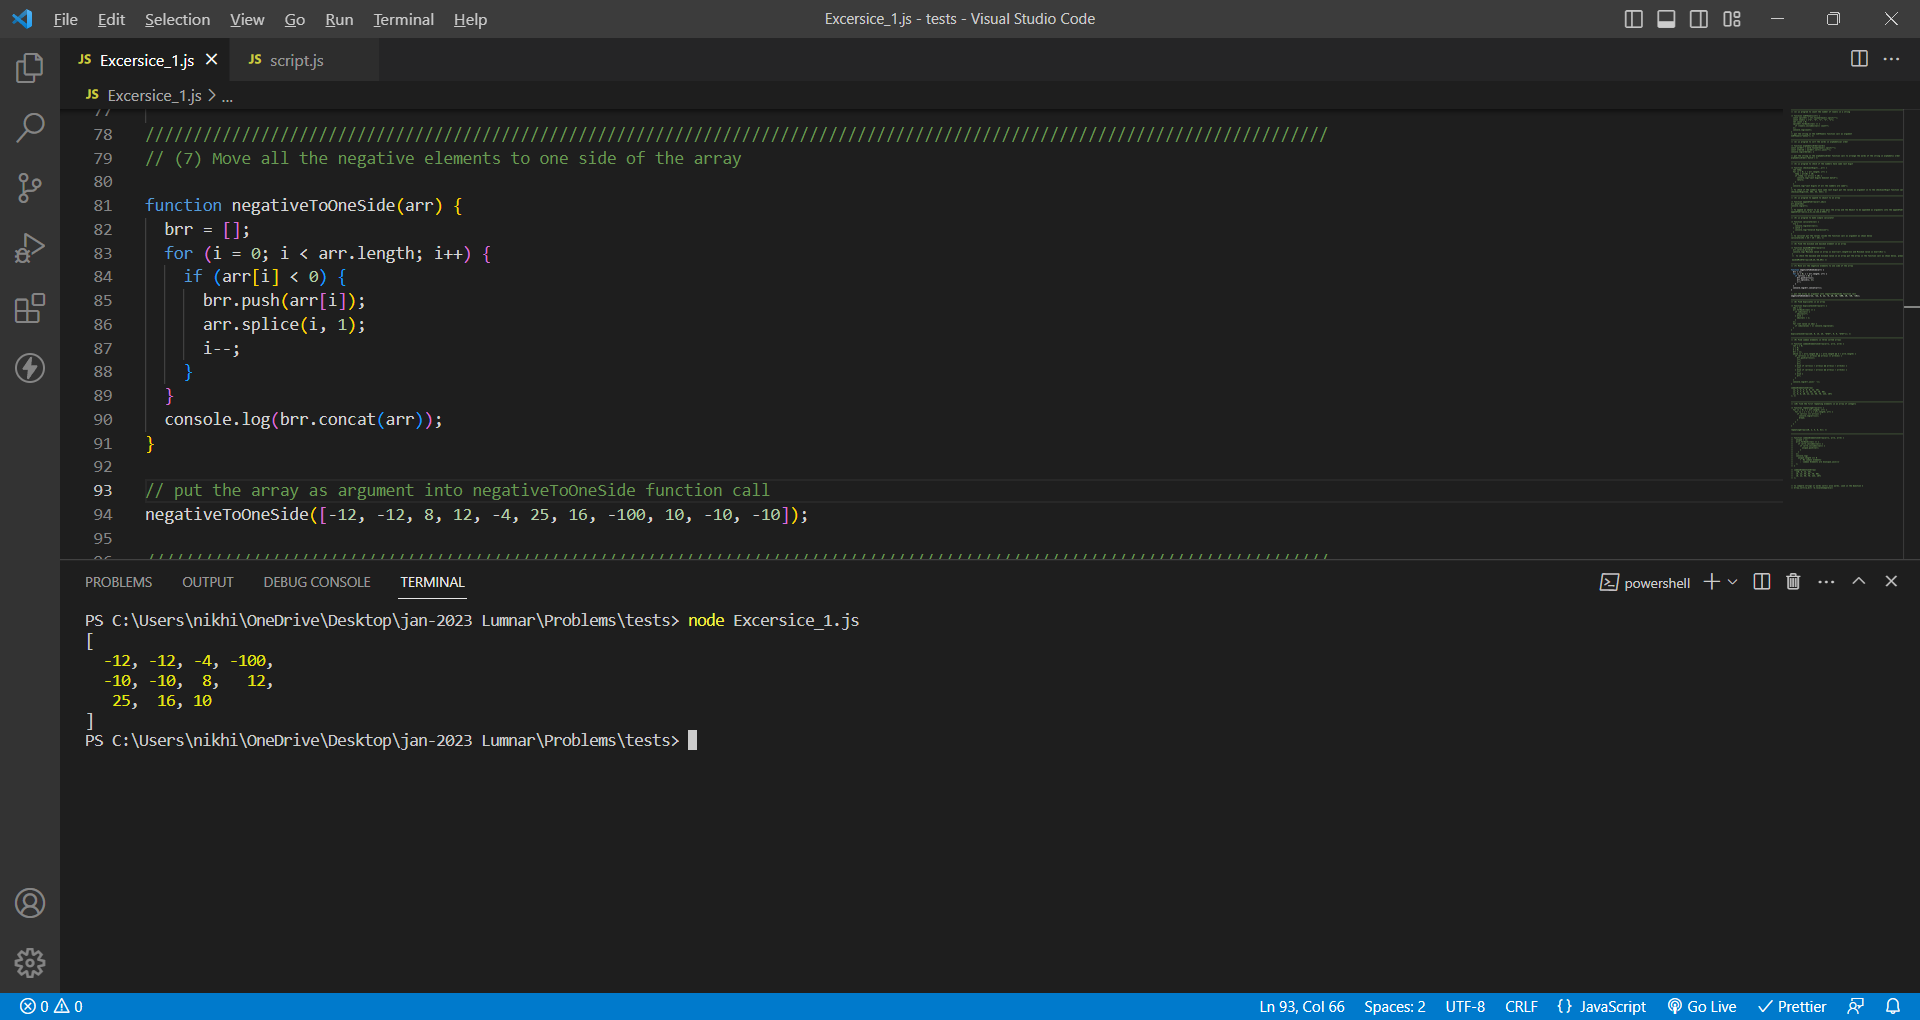 File Edit Selection View Go Run Terminal Help
Excersice_1.js - tests - Visual Studio Code
JS Excersice_1.js
JS script.js
JS Excersice_1.js > ...
77
78 ///////////////////////////////////////////////////////////////////////////////////////////////////////////////////////////
79 // (7) Move all the negative elements to one side of the array
80
81 function negativeToOneSide(arr) {
82   brr = [];
83   for (i = 0; i < arr.length; i++) {
84     if (arr[i] < 0) {
85       brr.push(arr[i]);
86       arr.splice(i, 1);
87       i--;
88     }
89   }
90   console.log(brr.concat(arr));
91 }
92
93 // put the array as argument into negativeToOneSide function call
94 negativeToOneSide([-12, -12, 8, 12, -4, 25, 16, -100, 10, -10, -10]);
95
96 ///////////////////////////////////////////////////////////////////////////////////////////////////////////////////////////
PROBLEMS OUTPUT DEBUG CONSOLE TERMINAL
powershell
PS C:\Users\nikhi\OneDrive\Desktop\jan-2023 Lumnar\Problems\tests> node Excersice_1.js
[
  -12, -12, -4, -100,
  -10, -10,  8,   12,
   25,  16, 10
]
PS C:\Users\nikhi\OneDrive\Desktop\jan-2023 Lumnar\Problems\tests>
0 0
Ln 93, Col 66 Spaces: 2 UTF-8 CRLF {} JavaScript Go Live Prettier